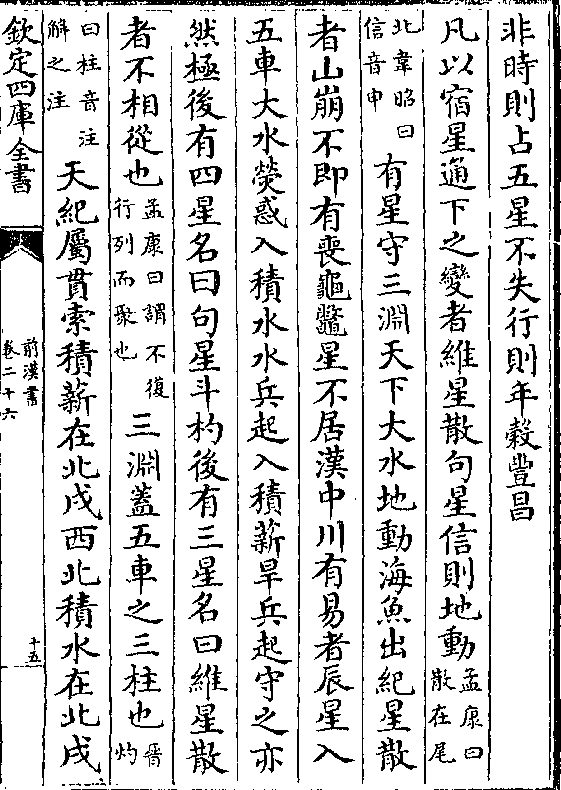 非時則占五星不失行則年穀豐昌
凡以宿星通下之變者維星散句星信則地動孟康曰散在尾
北韋昭曰信音申有星守三淵天下大水地動海魚出紀星散
者山崩不即有喪龜鼈星不居漢中川有易者辰星入
五車大水熒惑入積水水兵起入積薪旱兵起守之亦
然極後有四星名曰句星斗杓後有三星名曰維星散
者不相從也孟康曰謂不復行列而聚也三淵蓋五車之三柱也晉灼
曰柱音注解之注天紀屬貫索積薪在北戍西北積水在北戍
欽定四庫全書
前漢書
卷二十六
十五